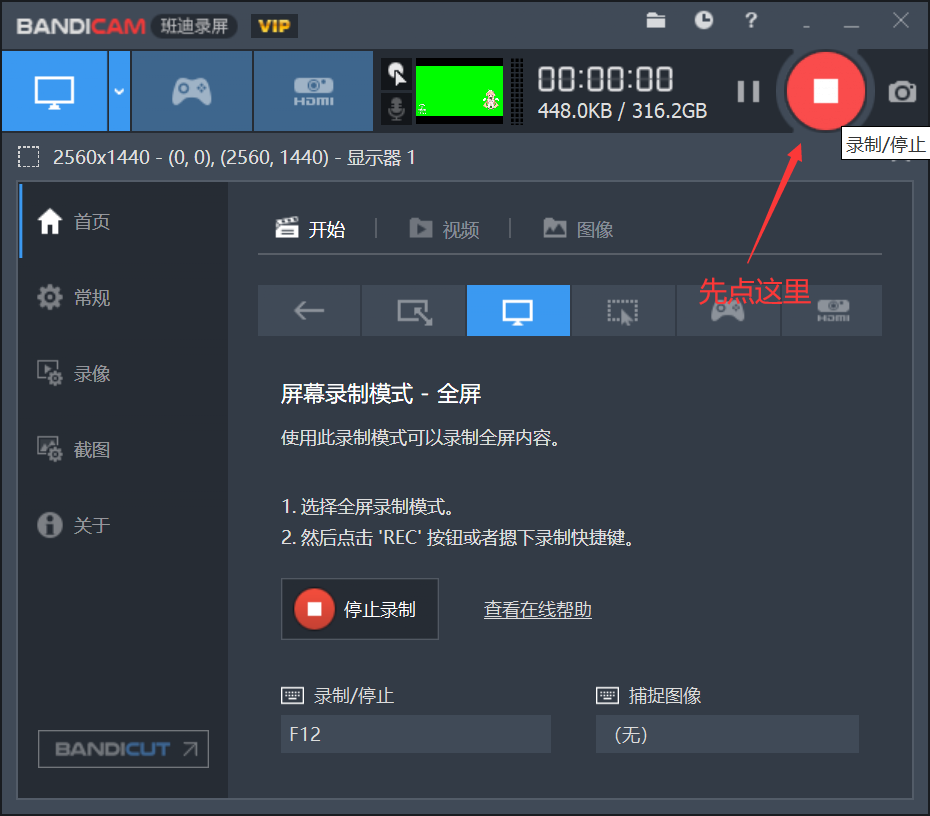 BANDICAM 班迪录屏 VIP
?
HDMI
00:00:00
448.0KB / 316.2GB
录制/停止
2560x1440 - (0, 0), (2560, 1440) - 显示器 1
首页
常规
录像
截图
关于
BANDICUT
开始 视频 图像
先点这里
HDMI
屏幕录制模式 - 全屏
使用此录制模式可以录制全屏内容。
1. 选择全屏录制模式。
2. 然后点击 'REC' 按钮或者摁下录制快捷键。
停止录制 查看在线帮助
录制/停止 捕捉图像
F12 (无)